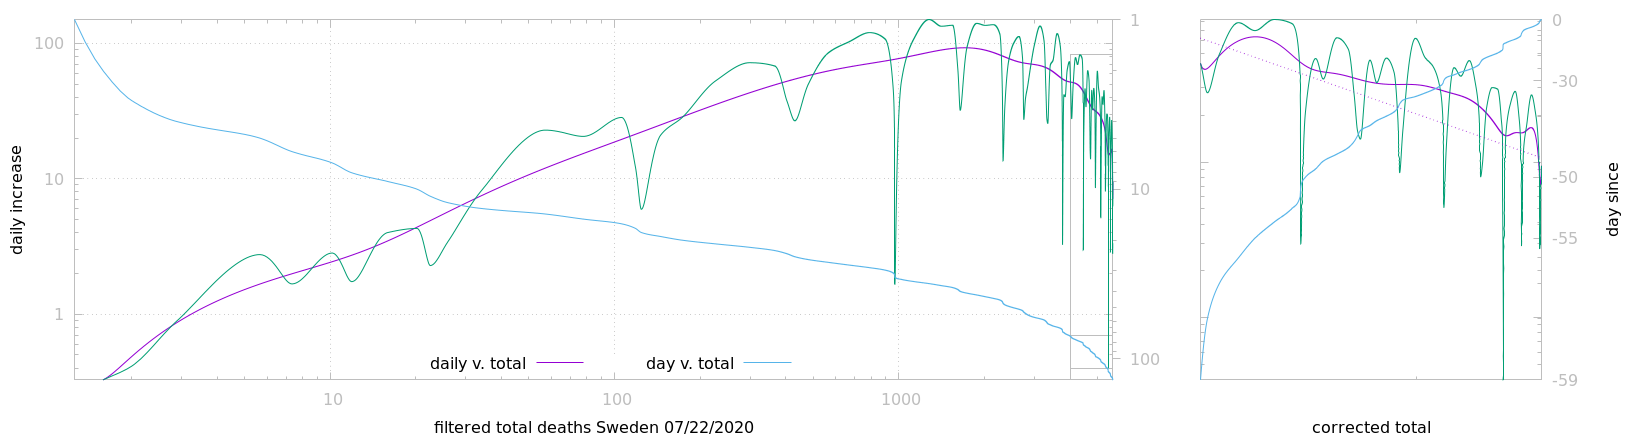 daily increase
100
10
1
10
100
1000
1
10
100
daily v. total
day v. total
filtered total deaths Sweden 07/22/2020
0
-30
-50
-55
-59
day since
corrected total